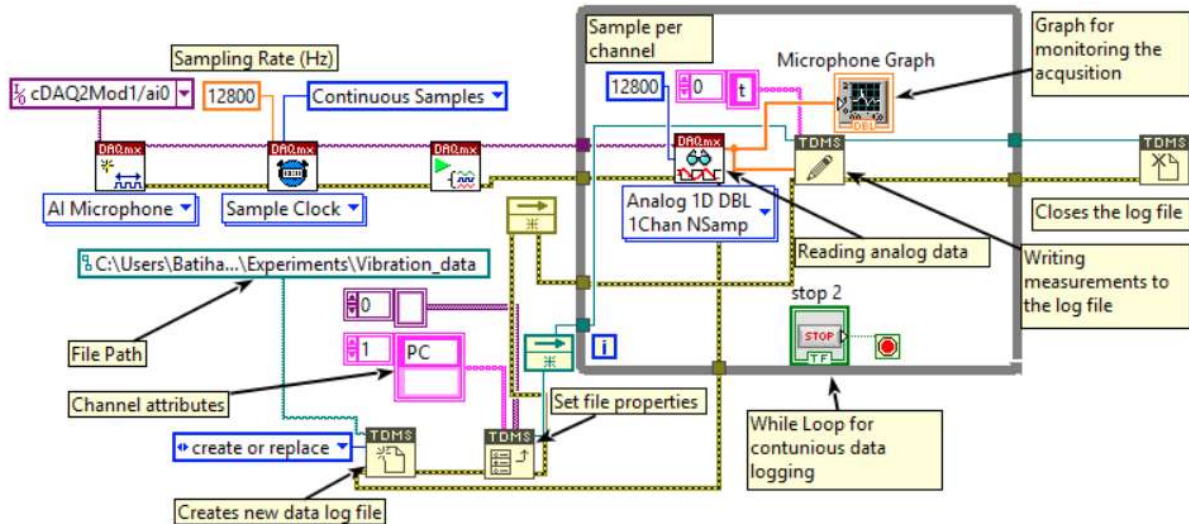 Sampling Rate (Hz)
I/O cDAQ2Mod1/ai0
12800
Continuous Samples
DAQmx
DAQmx
DAQmx
AI Microphone
Sample Clock
C:\Users\Batiha...\Experiments\Vibration_data
File Path
0
1
PC
Channel attributes
create or replace
TDMS
TDMS
Set file properties
Creates new data log file
Sample per
channel
12800
0
t
Microphone Graph
DBL
DAQmx
TDMS
Analog 1D DBL
1Chan NSamp
Reading analog data
stop 2
STOP
TF
i
Graph for
monitoring the
acqusition
TDMS
Closes the log file
Writing
measurements to
the log file
While Loop for
contunious data
logging